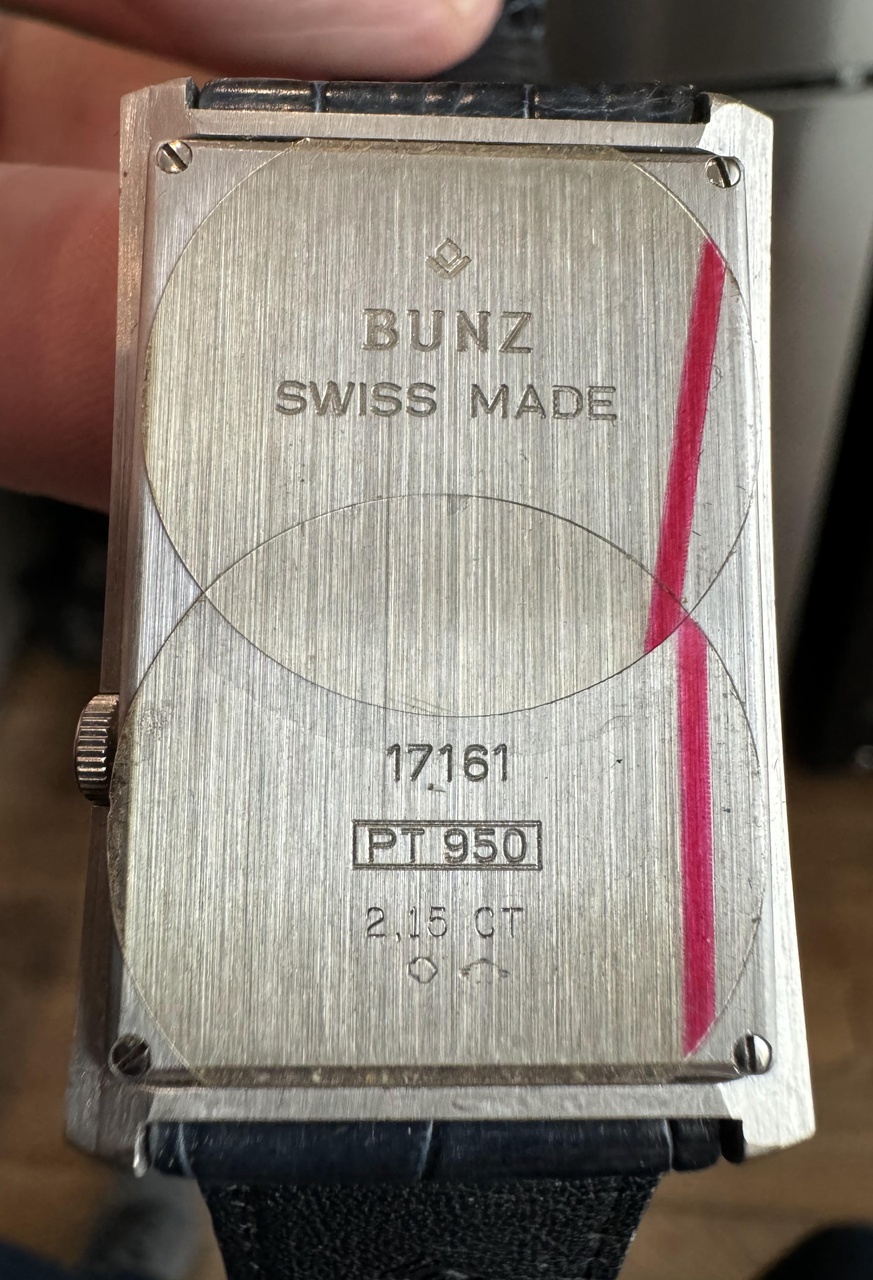 BUNZ
SWISS MADE
17161
PT 950
2,15 CT